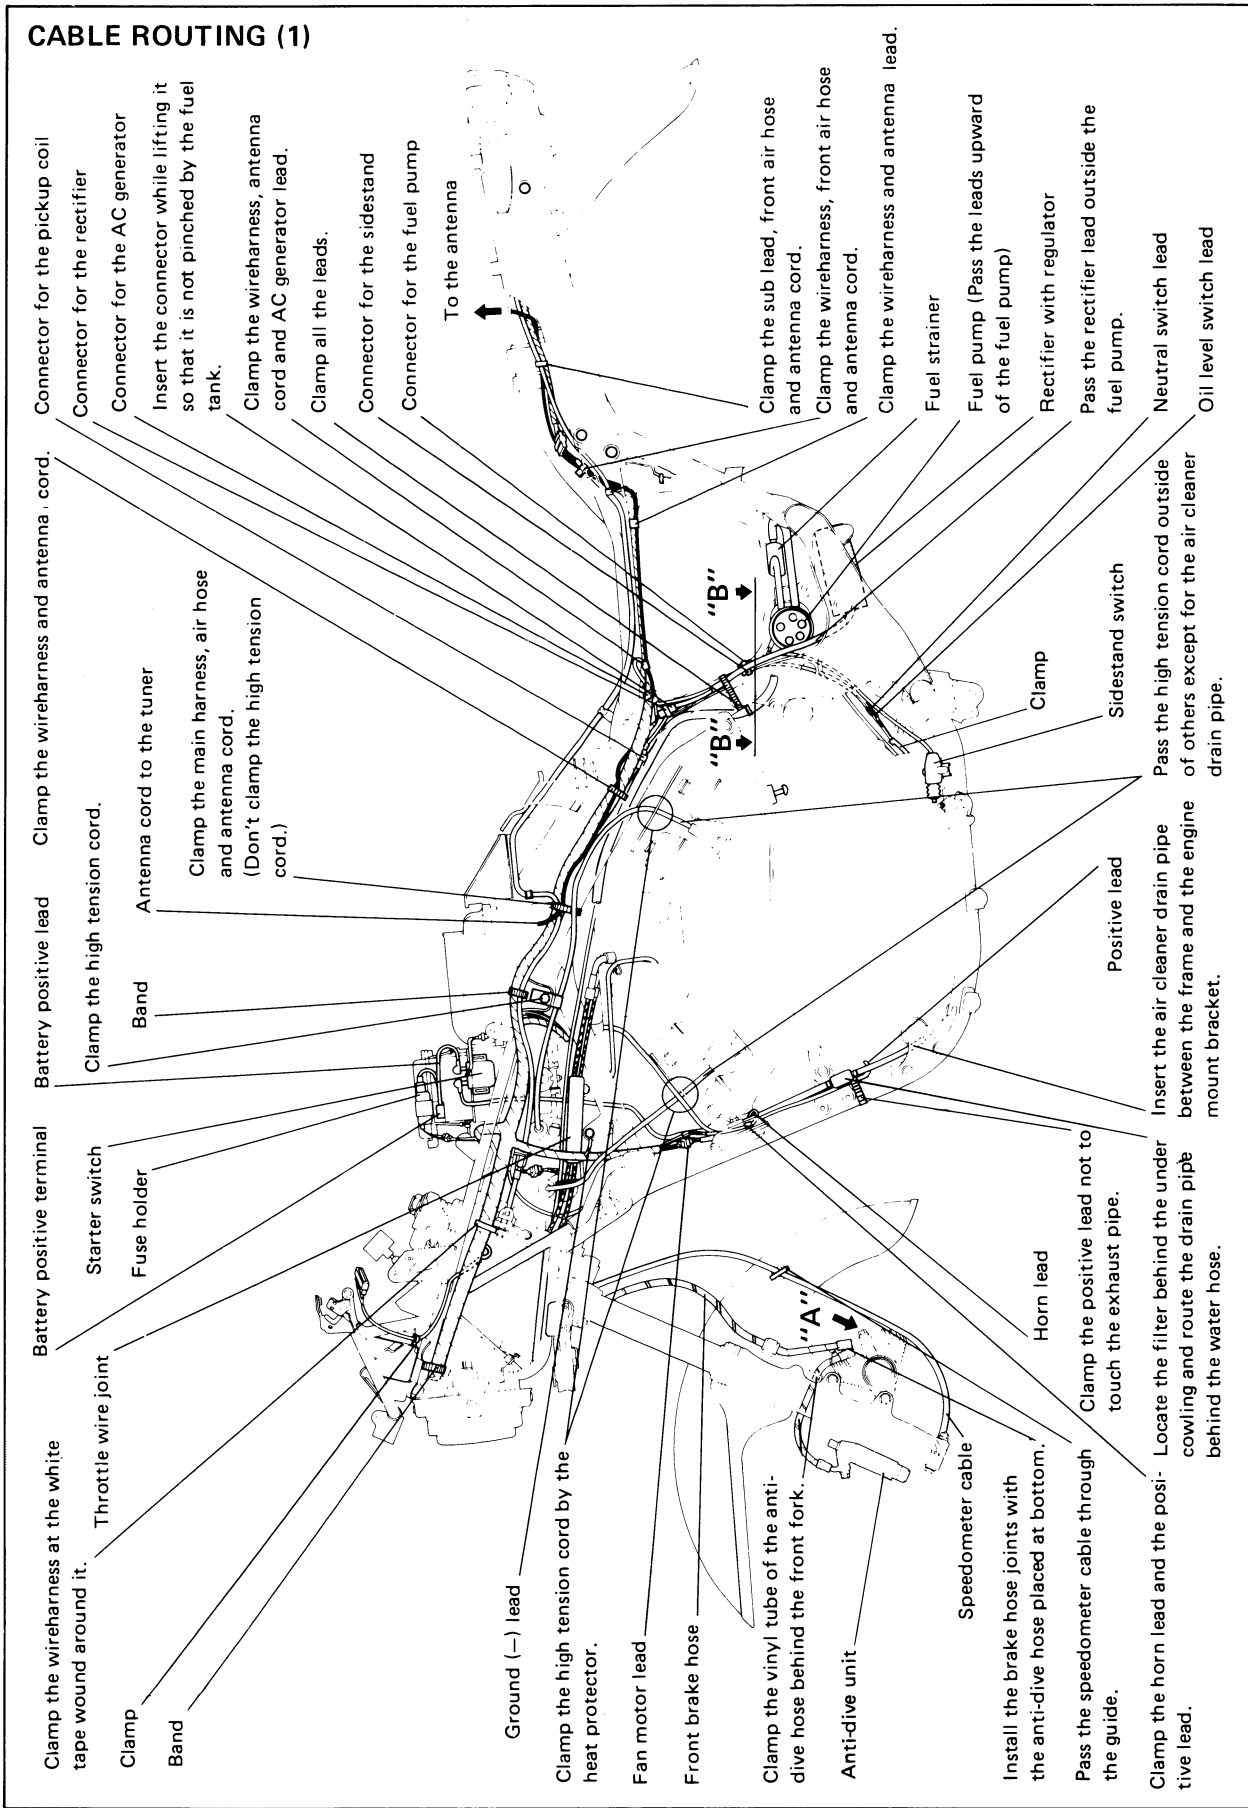 CABLE ROUTING (1)
Clamp the wireharness at the white
tape wound around it.
Throttle wire joint
Clamp
Band
Battery positive terminal
Starter switch
Fuse holder
Battery positive lead
Clamp the high tension cord.
Band
Antenna cord to the tuner
Clamp the main harness, air hose
and antenna cord.
(Don't clamp the high tension
cord.)
Clamp the wireharness and antenna cord.
Connector for the pickup coil
Connector for the rectifier
Connector for the AC generator
Insert the connector while lifting it
so that it is not pinched by the fuel
tank.
Clamp the wireharness, antenna
cord and AC generator lead.
Clamp all the leads.
Connector for the sidestand
Connector for the fuel pump
To the antenna
Clamp the sub lead, front air hose
and antenna cord.
Clamp the wireharness, front air hose
and antenna cord.
Clamp the wireharness and antenna lead.
Fuel strainer
Fuel pump (Pass the leads upward
of the fuel pump)
Rectifier with regulator
Pass the rectifier lead outside the
fuel pump.
Neutral switch lead
Oil level switch lead
"B"
"B"
Clamp
Sidestand switch
Pass the high tension cord outside
of others except for the air cleaner
drain pipe.
Positive lead
Insert the air cleaner drain pipe
between the frame and the engine
mount bracket.
Horn lead
Clamp the positive lead not to
touch the exhaust pipe.
Locate the filter behind the under
cowling and route the drain pipe
behind the water hose.
"A"
Ground (—) lead
Clamp the high tension cord by the
heat protector.
Fan motor lead
Front brake hose
Clamp the vinyl tube of the anti-
dive hose behind the front fork.
Anti-dive unit
Speedometer cable
Install the brake hose joints with
the anti-dive hose placed at bottom.
Pass the speedometer cable through
the guide.
Clamp the horn lead and the posi-
tive lead.